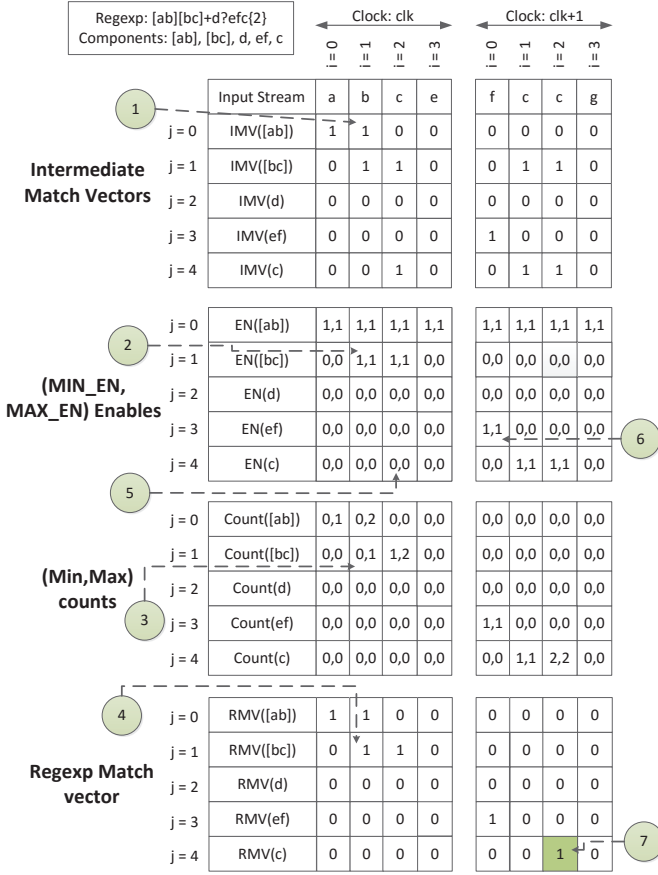 Regexp: [ab][bc]+d?efc{2}
Components: [ab], [bc], d, ef, c
Clock: clk
Clock: clk+1
i = 0
i = 1
i = 2
i = 3
i = 0
i = 1
i = 2
i = 3
Input Stream a b c e f c c g
1
j = 0 IMV([ab]) 1 1 0 0 0 0 0 0
Intermediate
Match Vectors
j = 1 IMV([bc]) 0 1 1 0 0 1 1 0
j = 2 IMV(d) 0 0 0 0 0 0 0 0
j = 3 IMV(ef) 0 0 0 0 1 0 0 0
j = 4 IMV(c) 0 0 1 0 0 1 1 0
j = 0 EN([ab]) 1,1 1,1 1,1 1,1 1,1 1,1 1,1 1,1
2
j = 1 EN([bc]) 0,0 1,1 1,1 0,0 0,0 0,0 0,0 0,0
(MIN_EN,
MAX_EN) Enables
j = 2 EN(d) 0,0 0,0 0,0 0,0 0,0 0,0 0,0 0,0
j = 3 EN(ef) 0,0 0,0 0,0 0,0 1,1 0,0 0,0 0,0
6
j = 4 EN(c) 0,0 0,0 0,0 0,0 0,0 1,1 1,1 0,0
5
j = 0 Count([ab]) 0,1 0,2 0,0 0,0 0,0 0,0 0,0 0,0
j = 1 Count([bc]) 0,0 0,1 1,2 0,0 0,0 0,0 0,0 0,0
(Min,Max)
counts
j = 2 Count(d) 0,0 0,0 0,0 0,0 0,0 0,0 0,0 0,0
3
j = 3 Count(ef) 0,0 0,0 0,0 0,0 1,1 0,0 0,0 0,0
j = 4 Count(c) 0,0 0,0 0,0 0,0 0,0 1,1 2,2 0,0
4
j = 0 RMV([ab]) 1 1 0 0 0 0 0 0
j = 1 RMV([bc]) 0 1 1 0 0 0 0 0
Regexp Match
vector
j = 2 RMV(d) 0 0 0 0 0 0 0 0
j = 3 RMV(ef) 0 0 0 0 1 0 0 0
7
j = 4 RMV(c) 0 0 0 0 0 0 1 0